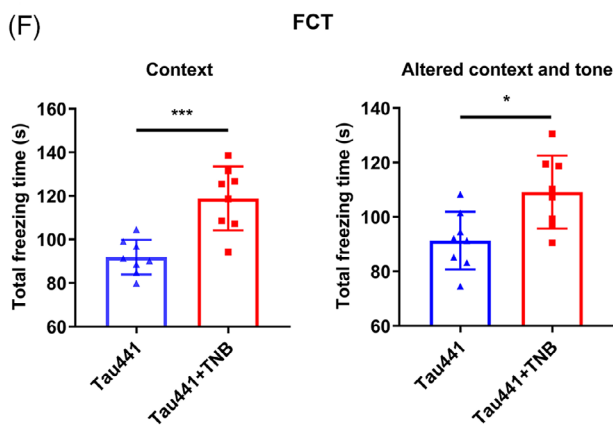 (F)
FCT
Context
Total freezing time (s)
160
140
120
100
80
60
***
Tau441
Tau441+TNB
Altered context and tone
Total freezing time (s)
140
120
100
80
60
*
Tau441
Tau441+TNB